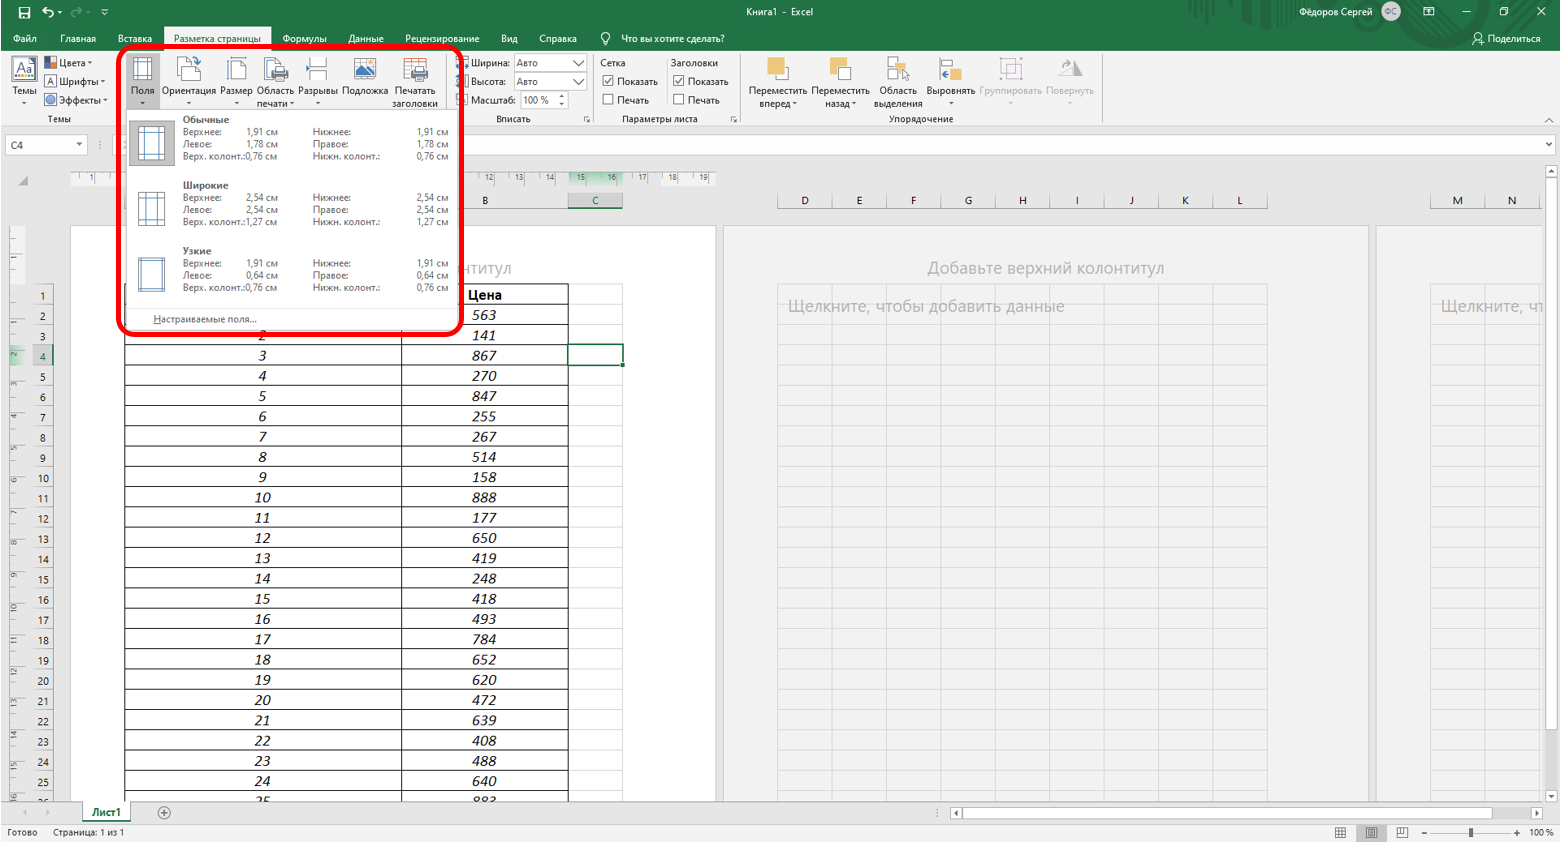 Книга1 - Excel
Фёдоров Сергей ФС
Файл Главная Вставка Разметка страницы Формулы Данные Рецензирование Вид Справка Что вы хотите сделать? Поделиться
Темы
Цвета
Шрифты
Эффекты
Темы
Поля
Ориентация
Размер
Область печати
Разрывы
Подложка
Печатать заголовки
Ширина: Авто
Высота: Авто
Масштаб: 100 %
Вписать
Сетка
Показать
Печать
Заголовки
Показать
Печать
Параметры листа
Переместить вперед
Переместить назад
Область выделения
Выровнять
Группировать
Повернуть
Упорядочение
Обычные
Верхнее: 1,91 см Нижнее: 1,91 см
Левое: 1,78 см Правое: 1,78 см
Верх. колонт.:0,76 см Нижн. колонт.: 0,76 см
Широкие
Верхнее: 2,54 см Нижнее: 2,54 см
Левое: 2,54 см Правое: 2,54 см
Верх. колонт.:1,27 см Нижн. колонт.: 1,27 см
Узкие
Верхнее: 1,91 см Нижнее: 1,91 см
Левое: 0,64 см Правое: 0,64 см
Верх. колонт.:0,76 см Нижн. колонт.: 0,76 см
Настраиваемые поля...
C4
1 12 13 14 15 16 17 18 19
B C D E F G H I J K L M N
нтитул
Добавьте верхний колонтитул
Щелкните, чтобы добавить данные
Щелкните, чт
1 Цена
2 563
3 2 141
4 3 867
5 4 270
6 5 847
7 6 255
8 7 267
9 8 514
10 9 158
11 10 888
12 11 177
13 12 650
14 13 419
15 14 248
16 15 418
17 16 493
18 17 784
19 18 652
20 19 620
21 20 472
22 21 639
23 22 408
24 23 488
25 24 640
26 25 883
Лист1
Готово Страница: 1 из 1
100 %